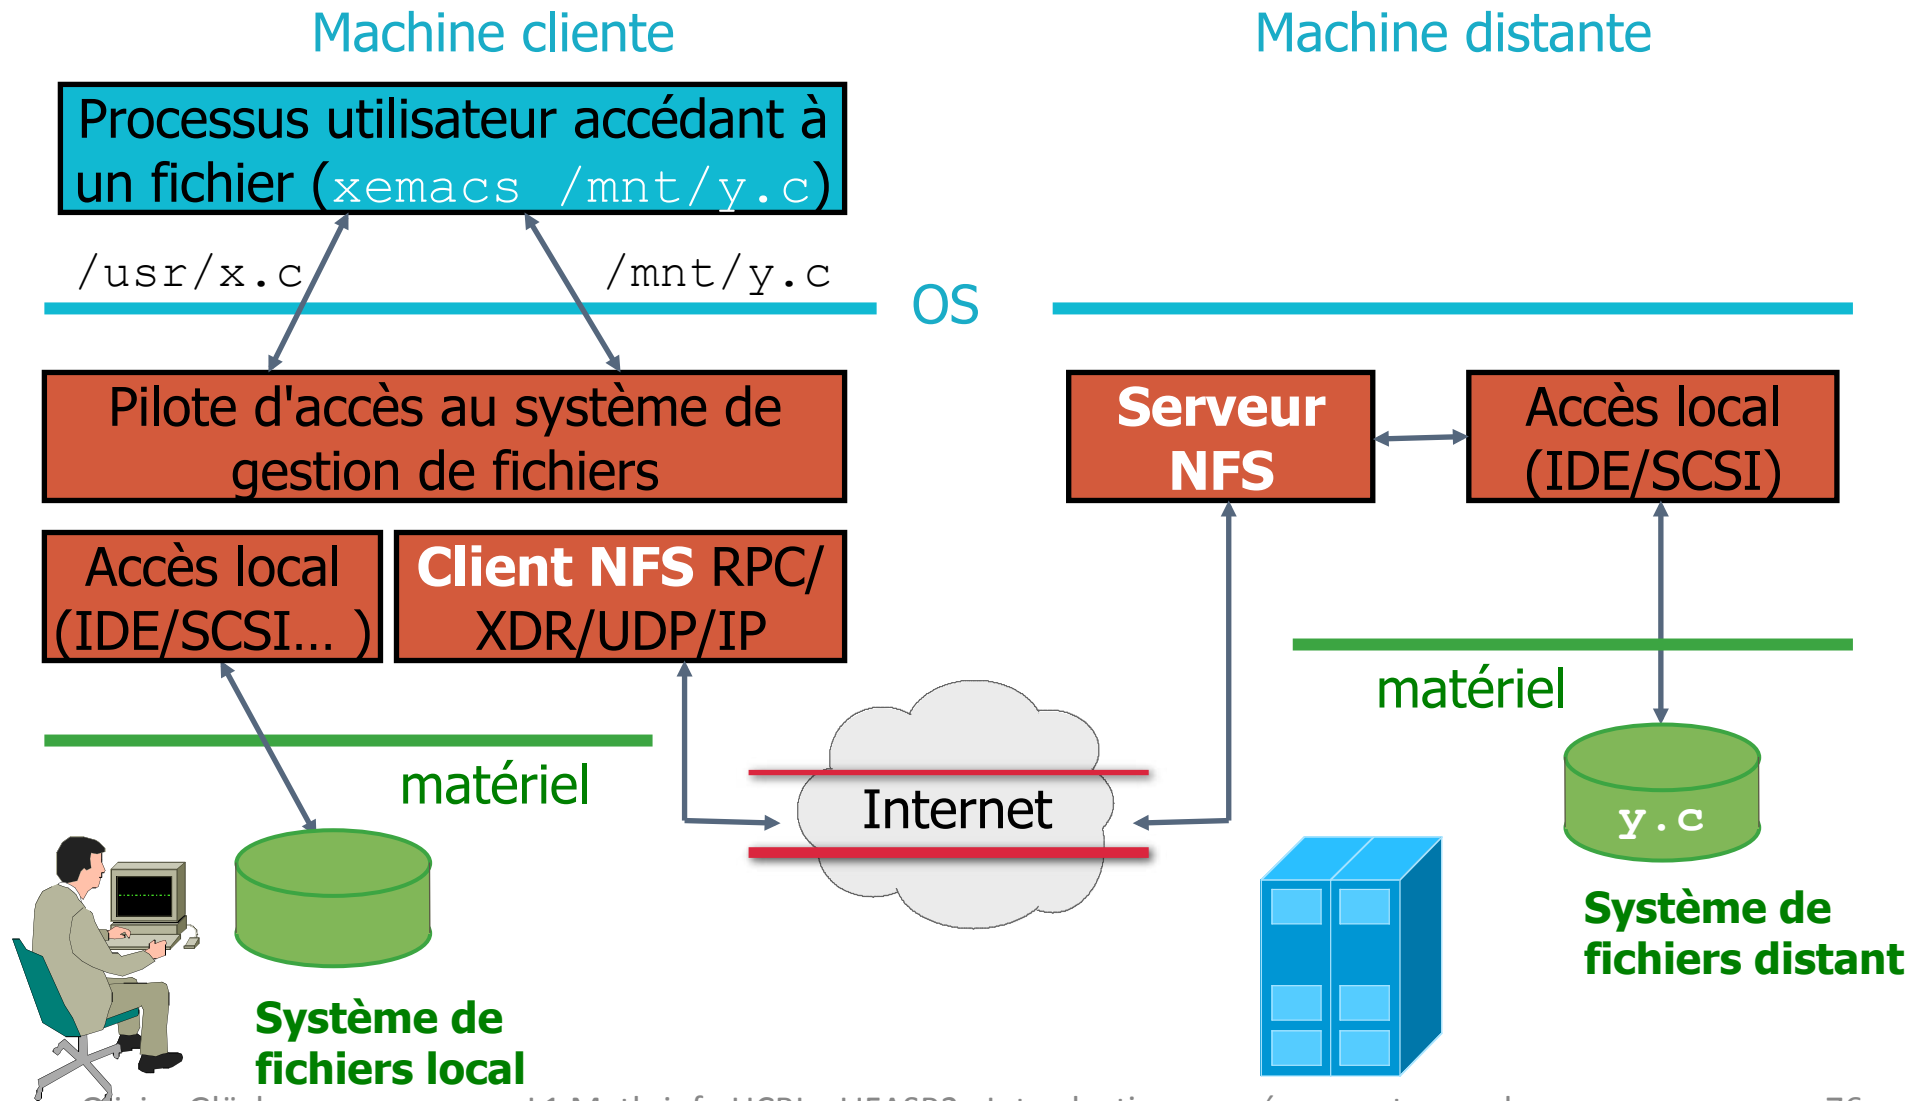 Machine cliente
Machine distante
Processus utilisateur accédant à
un fichier (xemacs /mnt/y.c)
/usr/x.c
/mnt/y.c
OS
Pilote d'accès au système de
gestion de fichiers
Serveur
NFS
Accès local
(IDE/SCSI)
Accès local
(IDE/SCSI... )
Client NFS RPC/
XDR/UDP/IP
matériel
matériel
Internet
y.c
Système de
fichiers distant
Système de
fichiers local